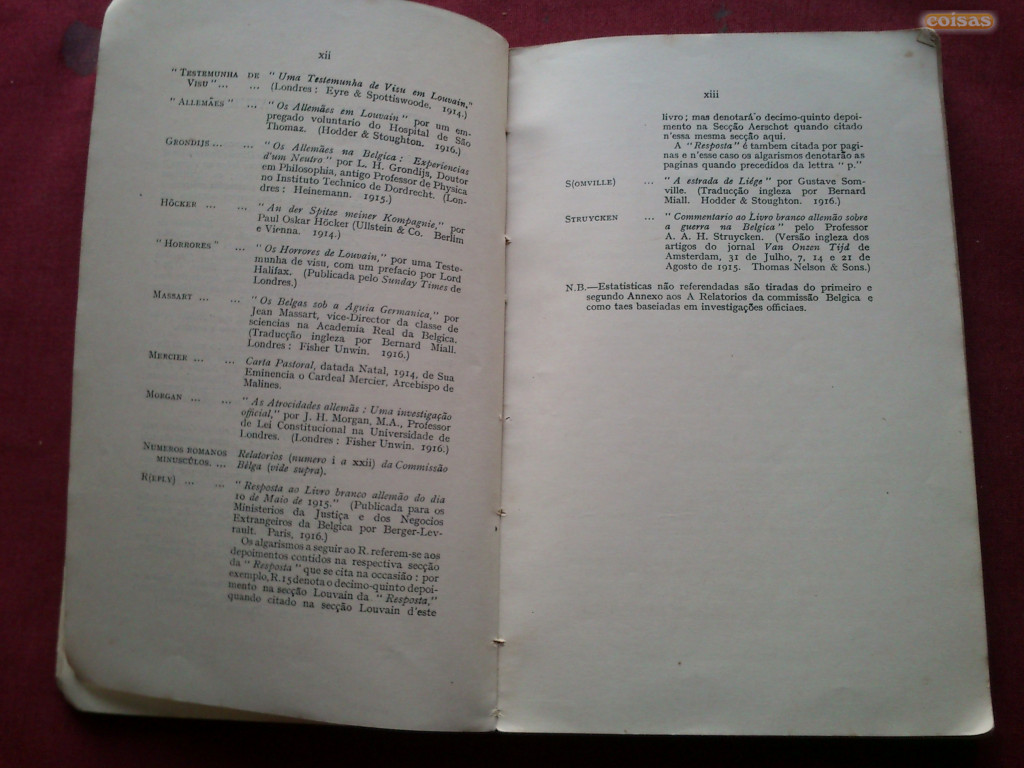 coisas
xii
" TESTEMUNHA DE " Uma Testemunha de Visu em Louvain,"
VISU "... ... (Londres : Eyre & Spottiswoode. 1914.)
" ALLEMÃES " ... " Os Allemães em Louvain " por um em-
pregado voluntario do Hospital de São
Thomaz. (Hodder & Stoughton. 1916.)
GRONDIJS... ... " Os Allemães na Belgica : Experiencias
d'um Neutro " por L. H. Grondijs, Doutor
em Philosophia, antigo Professor de Physica
no Instituto Technico de Dordrecht. (Lon-
dres : Heinemann. 1915.)
HÖCKER ... ... " An der Spitze meiner Kompagnie," por
Paul Oskar Höcker (Ullstein & Co. Berlim
e Vienna. 1914.)
" HORRORES " ... " Os Horrores de Louvain," por uma Teste-
munha de visu, com um prefacio por Lord
Halifax. (Publicada pelo Sunday Times de
Londres.)
MASSART ... ... " Os Belgas sob a Aguia Germanica," por
Jean Massart, vice-Director da classe de
sciencias na Academia Real da Belgica.
(Traducção ingleza por Bernard Miall.
Londres : Fisher Unwin. 1916.)
MERCIER ... ... Carta Pastoral, datada Natal, 1914, de Sua
Eminencia o Cardeal Mercier, Arcebispo de
Malines.
MORGAN ... ... " As Atrocidades allemãs : Uma investigação
official," por J. H. Morgan, M.A., Professor
de Lei Constitucional na Universidade de
Londres. (Londres : Fisher Unwin. 1916.)
NUMEROS ROMANOS Relatorios (numero i a xxii) da Commissão
MINUSCÚLOS. ... Bélga (vide supra).
R(EPLY) ... ... " Resposta ao Livro branco allemão do dia
10 de Maio de 1915." (Publicada para os
Ministerios da Justiça e dos Negocios
Extrangeiros da Belgica por Berger-Lev-
rault. Paris, 1916.)
Os algarismos a seguir ao R. referem-se aos
depoimentos contidos na respectiva secção
da " Resposta " que se cita na occasião : por
exemplo, R.15 denota o decimo-quinto depoi-
mento na secção Louvain da " Resposta,"
quando citado na secção Louvain d'este
xiii
livro ; mas denotará o decimo-quinto depoi-
mento na Secção Aerschot quando citado
n'essa mesma secção aqui.
A " Resposta " é tambem citada por pagi-
nas e n'esse caso os algarismos denotarão as
paginas quando precedidos da letra " p."
S(OMVILLE) ... " A estrada de Liége " por Gustave Som-
ville. (Traducção ingleza por Bernard
Miall. Hodder & Stoughton. 1916.)
STRUYCKEN ... " Commentario ao Livro branco allemão sobre
a guerra na Belgica " pelo Professor
A. A. H. Struycken. (Versão ingleza dos
artigos do jornal Van Onzen Tijd de
Amsterdam, 31 de Julho, 7, 14 e 21 de
Agosto de 1915. Thomas Nelson & Sons.)
N.B.—Estatisticas não referendadas são tiradas do primeiro e
segundo Annexo aos A Relatorios da commissão Belgica e
como taes baseiadas em investigações officiaes.